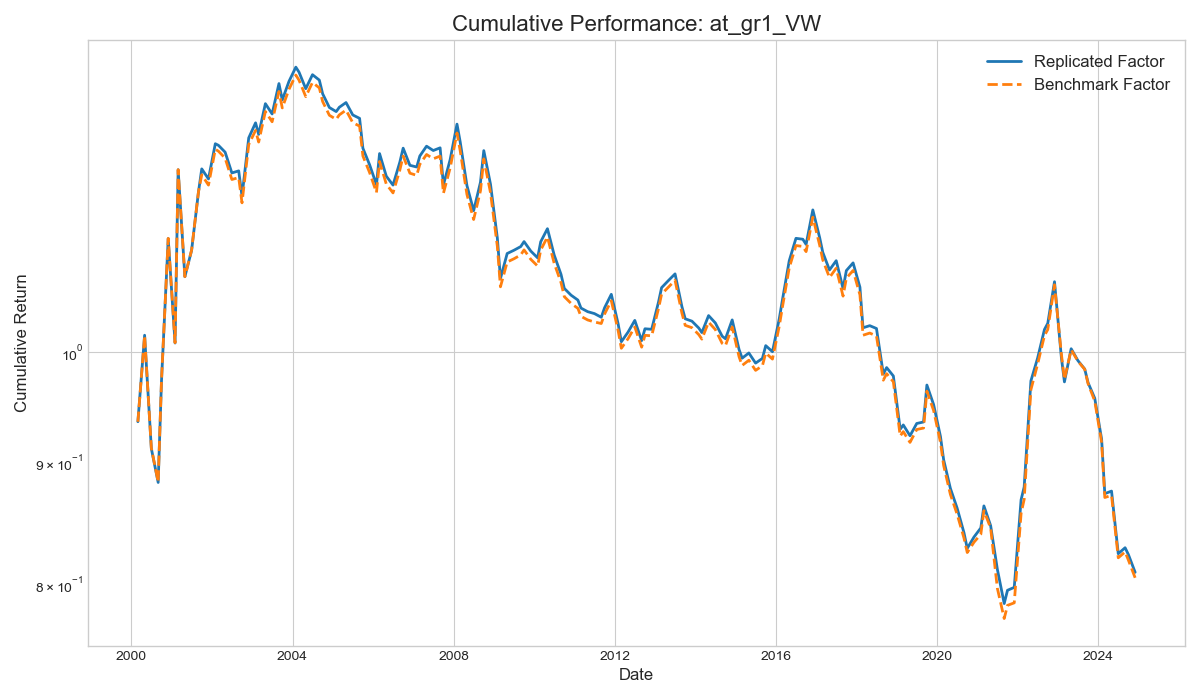 Cumulative Performance: at_gr1_VW
Replicated Factor
Benchmark Factor
Cumulative Return
10⁰
9 × 10⁻¹
8 × 10⁻¹
2000 2004 2008 2012 2016 2020 2024
Date